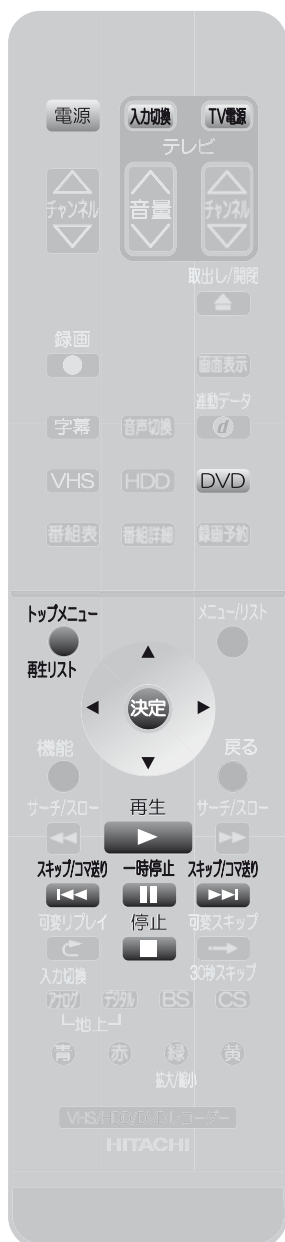 電源 入力切換 TV電源
テレビ
チャンネル 音量 チャンネル
取出し/開閉
録画
画面表示
連動データ
字幕 音声切換 d
VHS HDD DVD
番組表 番組詳細 録画予約
トップメニュー メニュー/リスト
再生リスト
決定
機能 戻る
サーチ/スロー 再生 サーチ/スロー
スキップ/コマ送り 一時停止 スキップ/コマ送り
可変リプレイ 停止 可変スキップ
入力切換 30秒スキップ
アナログ デジタル BS CS
地上
青 赤 緑 黄
拡大/縮小
VHS/HDD/DVDレコーダー
HITACHI